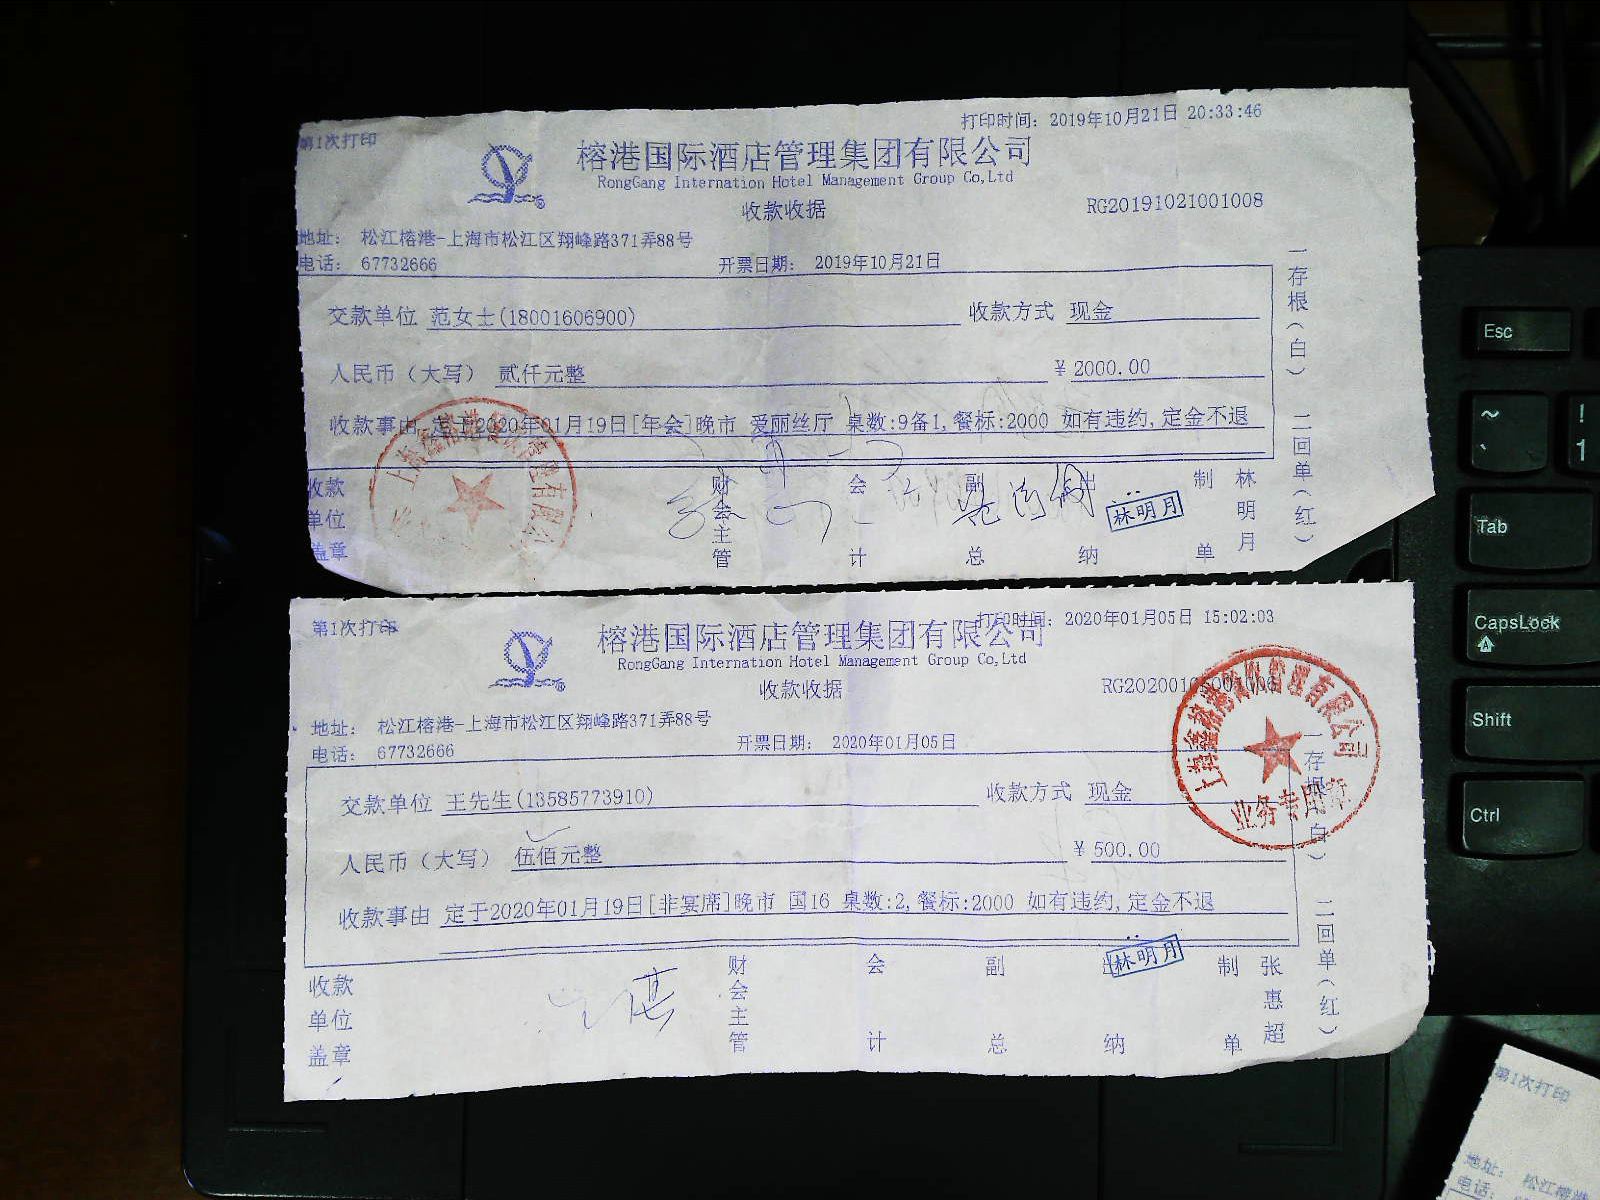 第1次打印
打印时间： 2019年10月21日 20:33:46
榕港国际酒店管理集团有限公司
RongGang Internation Hotel Management Group Co,Ltd
收款收据
RG20191021001008
地址： 松江榕港-上海市松江区翔峰路371弄88号
电话： 67732666
开票日期： 2019年10月21日
交款单位 范女士(18001606900)
收款方式 现金
人民币（大写） 贰仟元整
￥2000.00
收款事由 定于2020年01月19日[年会]晚市 爱丽丝厅 桌数:9备1,餐标:2000 如有违约,定金不退
收款单位盖章
财会主管
会计
副总
出纳
林明月
制单
林明月
一存根（白） 二回单（红）
第1次打印
打印时间： 2020年01月05日 15:02:03
榕港国际酒店管理集团有限公司
RongGang Internation Hotel Management Group Co,Ltd
收款收据
地址： 松江榕港-上海市松江区翔峰路371弄88号
电话： 67732666
开票日期： 2020年01月05日
交款单位 王先生(13585773910)
收款方式 现金
人民币（大写） 伍佰元整
￥500.00
收款事由 定于2020年01月19日[非宴席]晚市 国16 桌数:2,餐标:2000 如有违约,定金不退
业务专用章
收款单位盖章
财会主管
会计
副总
出纳
林明月
制单
张惠超
一存根（白） 二回单（红）
Esc
~
`
!
1
Tab
CapsLock
Shift
Ctrl
第1次打印
地址： 松江榕港
电话